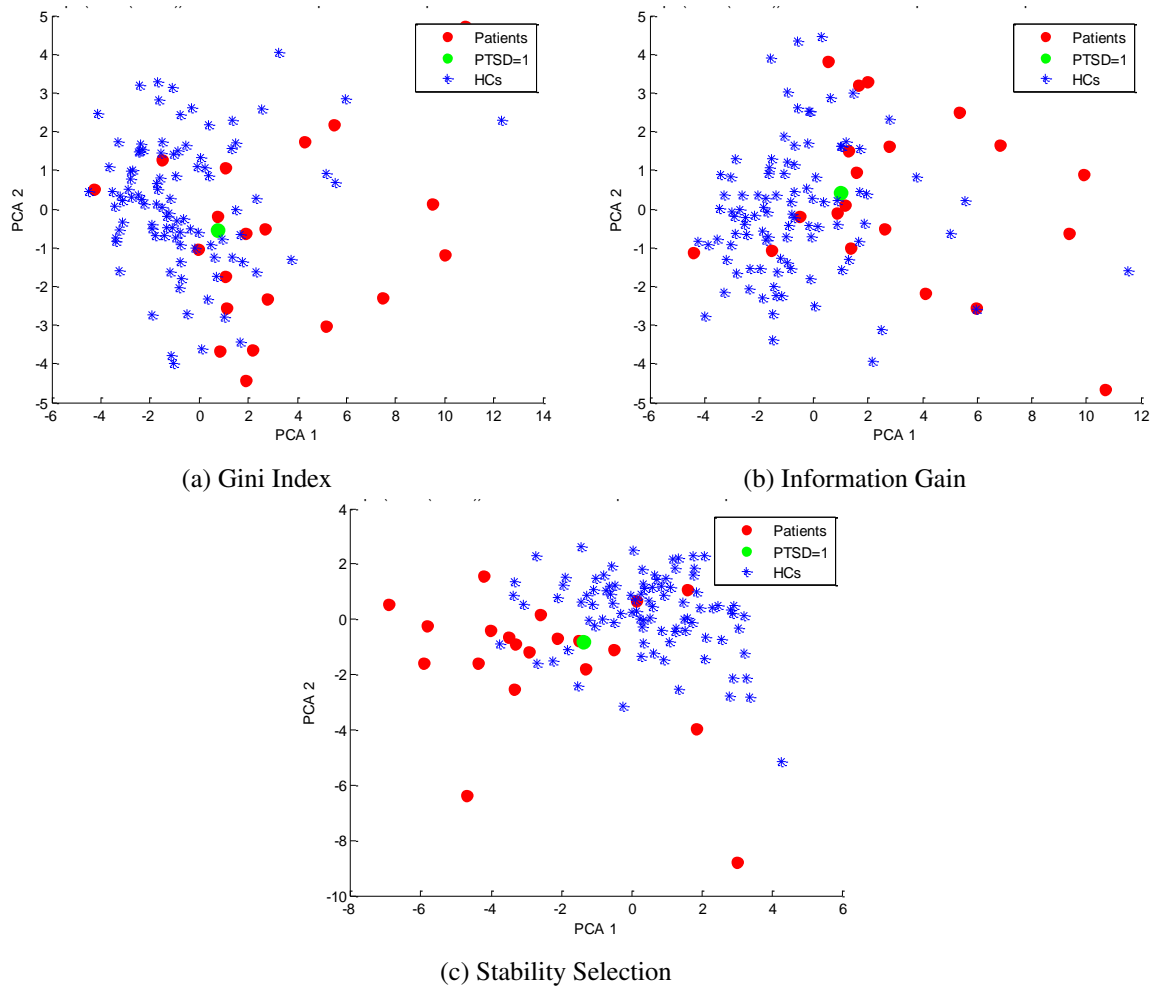 5
4
3
2
1
0
-1
-2
-3
-4
-5
-6 -4 -2 0 2 4 6 8 10 12 14
PCA 1
PCA 2
Patients
PTSD=1
HCs
(a) Gini Index
5
4
3
2
1
0
-1
-2
-3
-4
-5
-6 -4 -2 0 2 4 6 8 10 12
PCA 1
PCA 2
Patients
PTSD=1
HCs
(b) Information Gain
4
2
0
-2
-4
-6
-8
-10
-8 -6 -4 -2 0 2 4 6
PCA 1
PCA 2
Patients
PTSD=1
HCs
(c) Stability Selection